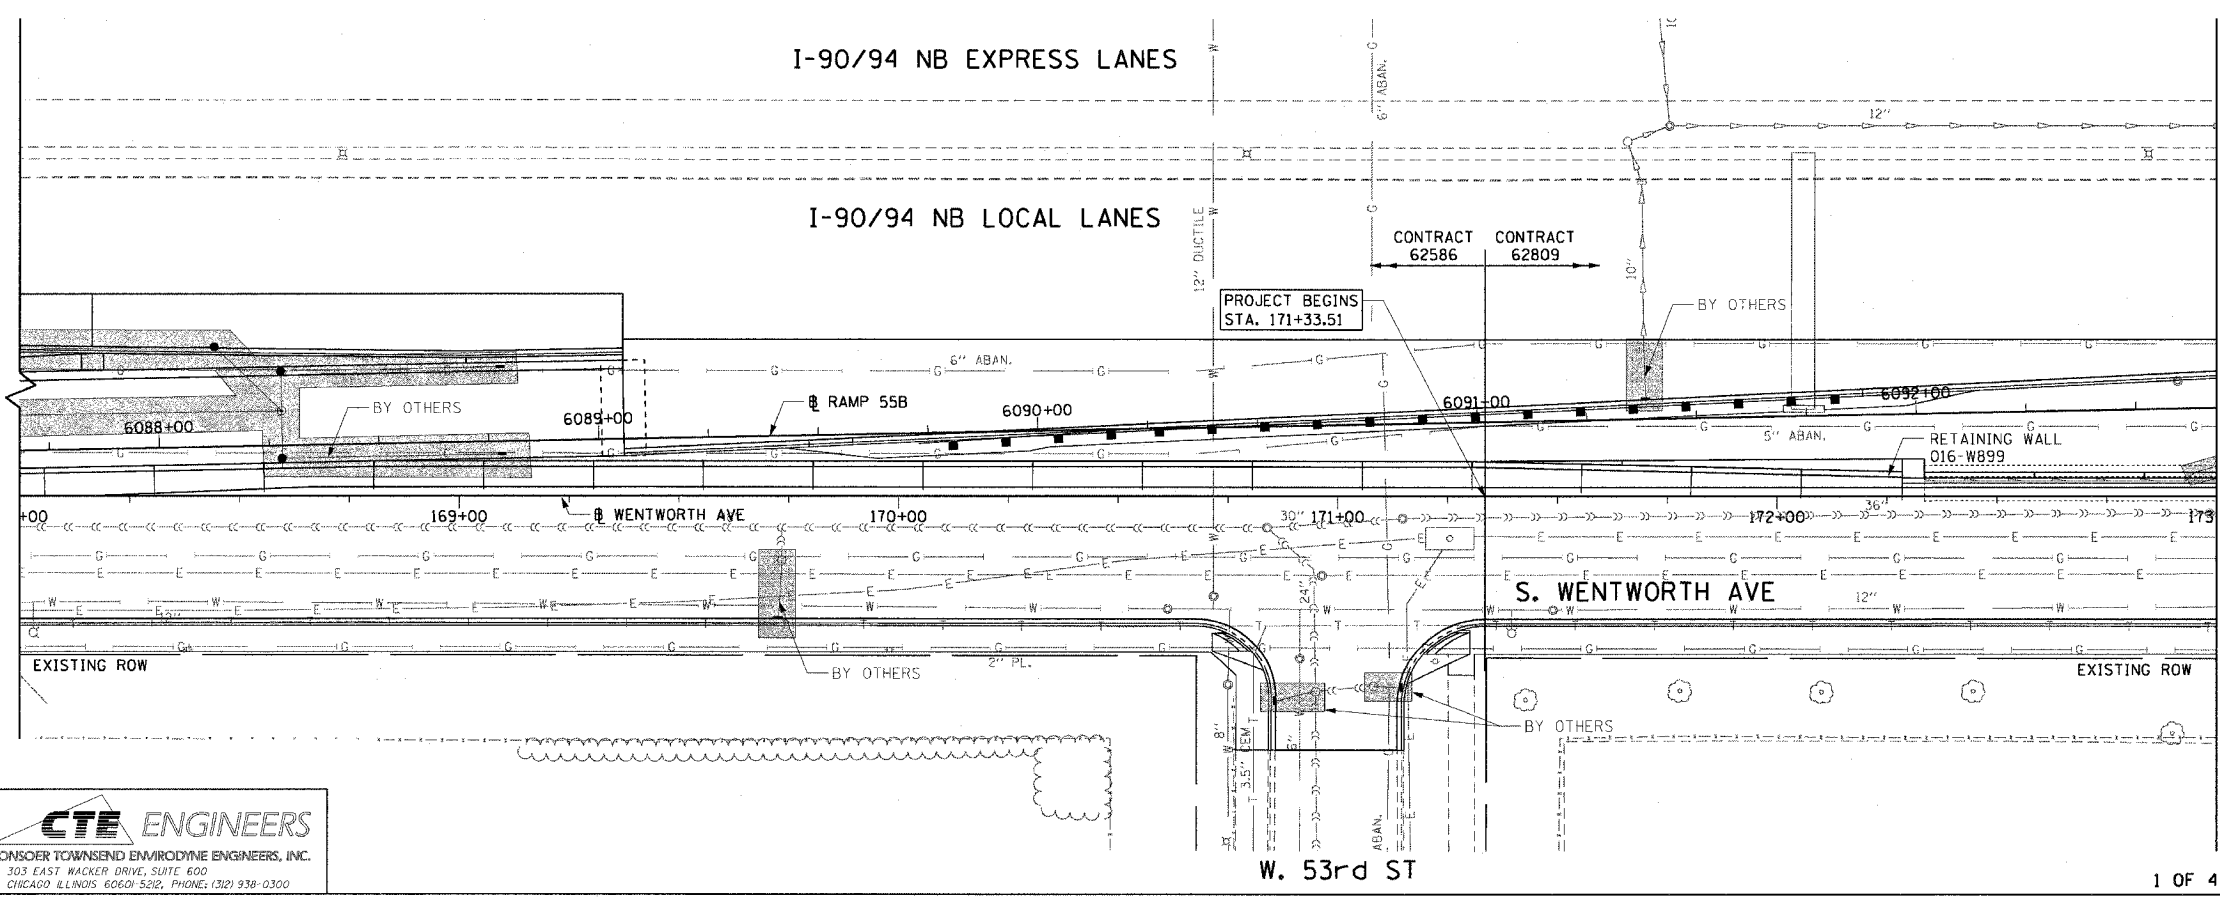 I-90/94 NB EXPRESS LANES
6" ABAN.
12"
I-90/94 NB LOCAL LANES
12" DUCTILE
CONTRACT
62586
CONTRACT
62809
10"
PROJECT BEGINS
STA. 171+33.51
BY OTHERS
6" ABAN.
RAMP 55B
BY OTHERS
6088+00
6089+00
6090+00
6091+00
6092+00
5" ABAN.
RETAINING WALL
016-W899
+00
169+00
WENTWORTH AVE
170+00
30"
171+00
172+00
36"
173
24"
S. WENTWORTH AVE
12"
12"
EXISTING ROW
BY OTHERS
2" PL.
EXISTING ROW
BY OTHERS
8"
3.5" CEM
6"
ABAN.
CTE ENGINEERS
ONSOER TOWNSEND ENVIRODYNE ENGINEERS, INC.
303 EAST WACKER DRIVE, SUITE 600
CHICAGO ILLINOIS 60601-5212, PHONE: (312) 938-0300
W. 53rd ST
1 OF 4